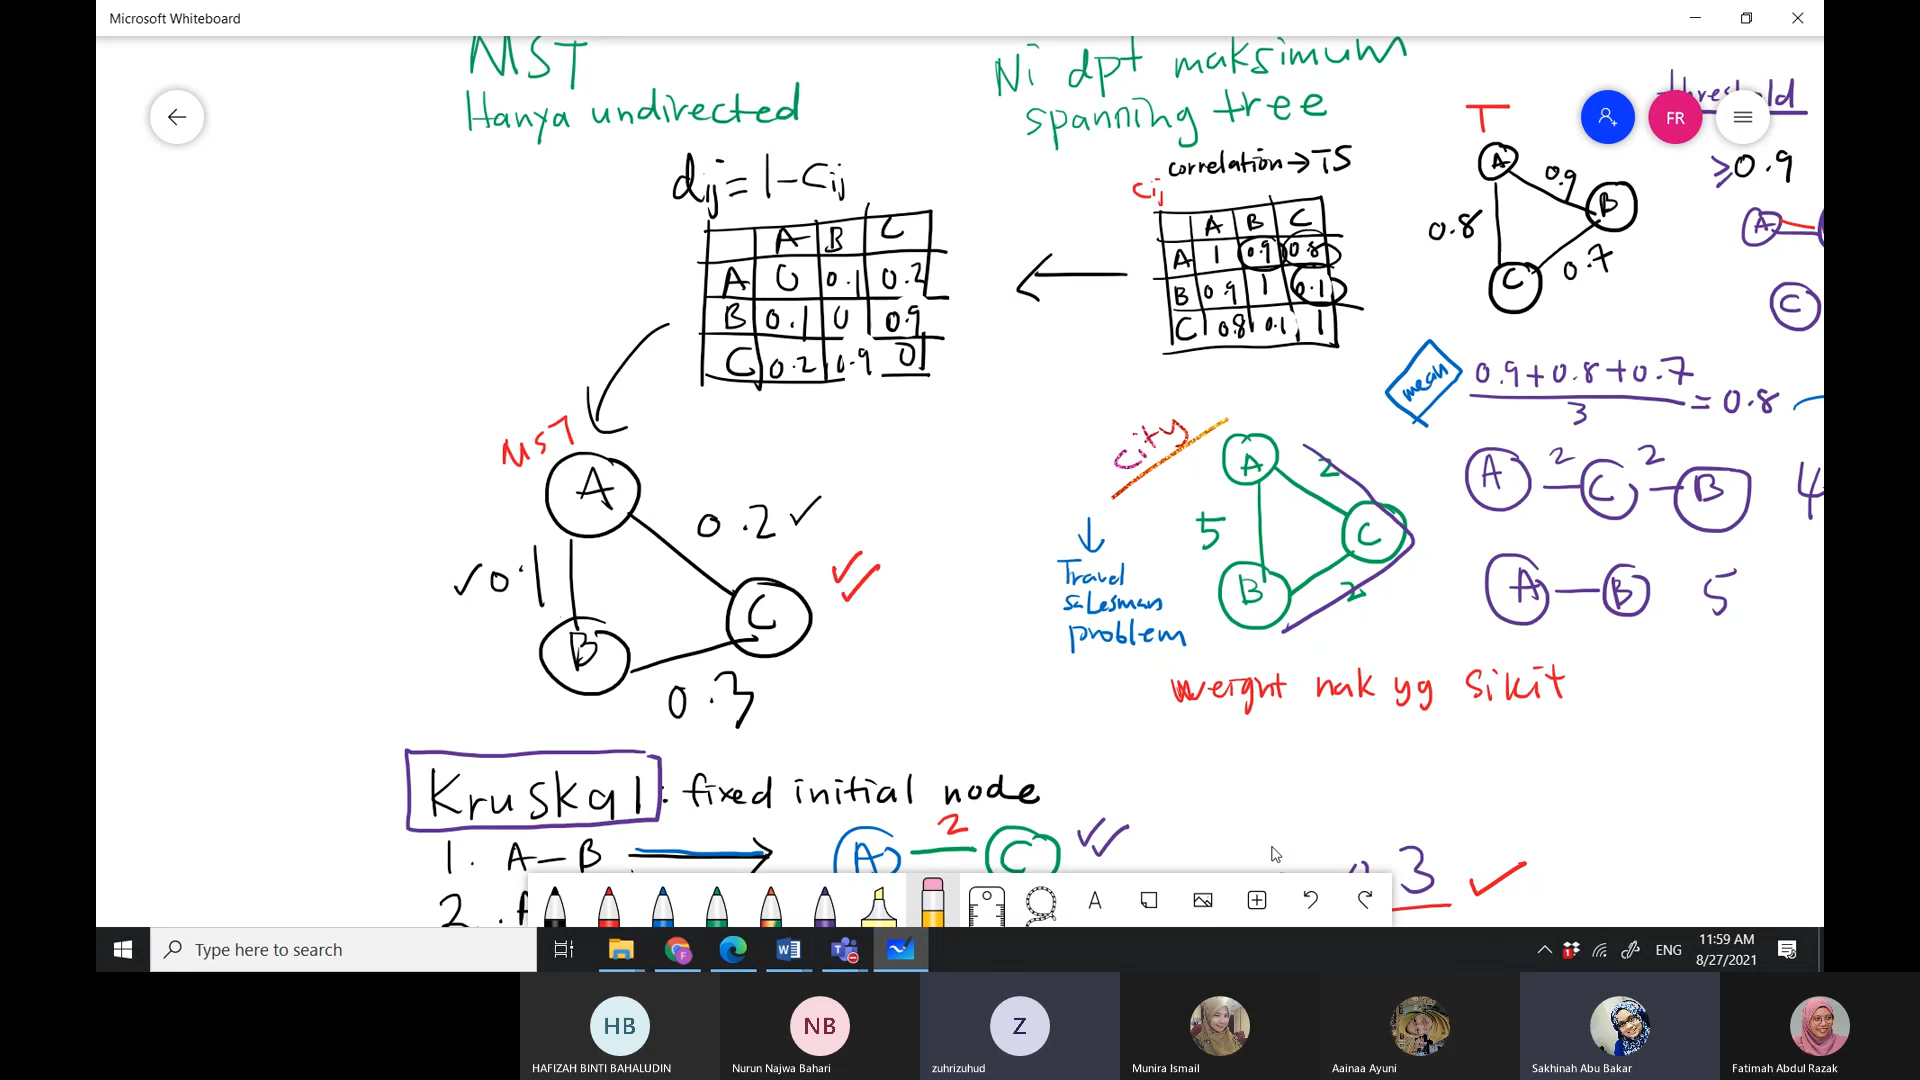 Microsoft Whiteboard
MST
Hanya undirected
Ni dpt maksimum
spanning tree
threshold
FR
dij = 1 - Cij
A B C
A 0 0.1 0.2
B 0.1 0 0.9
C 0.2 0.9 0
correlation → TS
Cij
A B C
A 1 0.9 0.8
B 0.9 1 0.1
C 0.8 0.1 1
T
A
0.9
B
0.8
0.7
C
⩾0.9
A
C
mean
0.9+0.8+0.7
3
= 0.8
MST
A
0.2 ✓
✓ 0.1
C
B
0.3
city
A
2
5
C
B
2
Travel
salesman
problem
A 2 C 2 B 4
A — B 5
weight nak yg sikit
Kruskal : fixed initial node
1. A — B → A 2 C
3
2.
A
Type here to search
W
T
ENG
11:59 AM
8/27/2021
HB
NB
Z
HAFIZAH BINTI BAHALUDIN
Nurun Najwa Bahari
zuhrizuhud
Munira Ismail
Aainaa Ayuni
Sakhinah Abu Bakar
Fatimah Abdul Razak